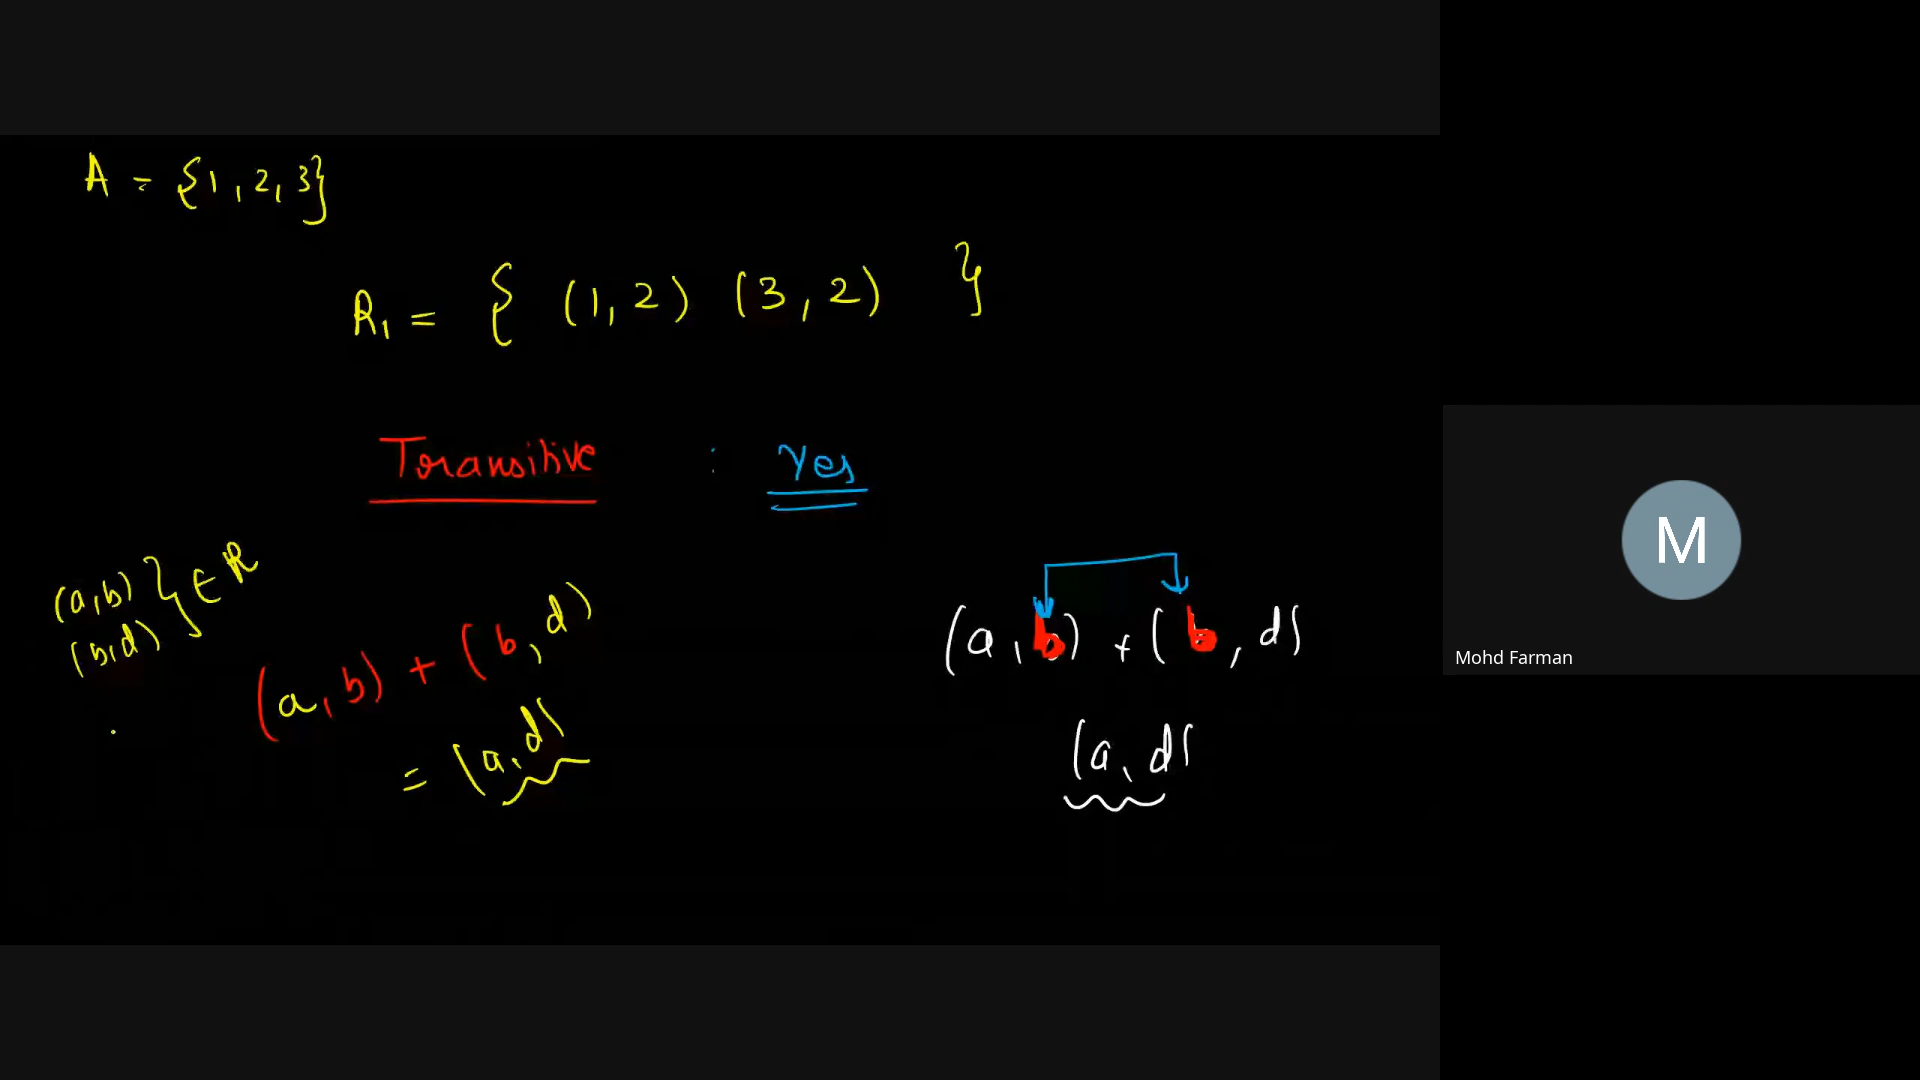 A = {1, 2, 3}
R1 = { (1, 2) (3, 2) }
Transitive : Yes
(a, b) } ∈ R
(b, d)
(a, b) + (b, d)
= (a, d)
(a, b) + (b, d)
(a, d)
Mohd Farman
M